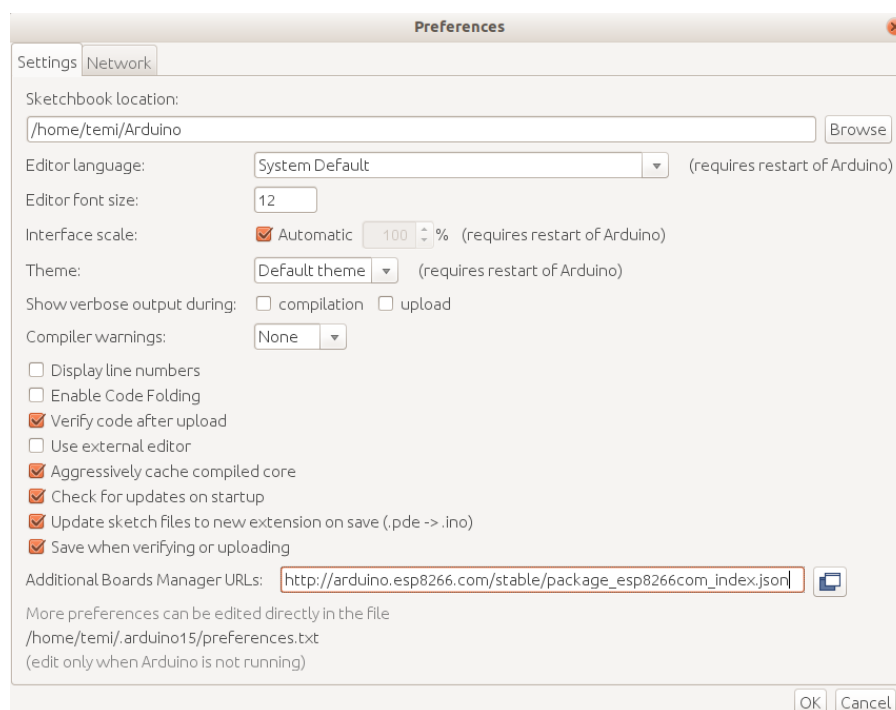 Preferences
Settings Network
Sketchbook location:
/home/temi/Arduino Browse
Editor language: System Default (requires restart of Arduino)
Editor font size: 12
Interface scale: Automatic 100 % (requires restart of Arduino)
Theme: Default theme (requires restart of Arduino)
Show verbose output during: compilation upload
Compiler warnings: None
Display line numbers
Enable Code Folding
Verify code after upload
Use external editor
Aggressively cache compiled core
Check for updates on startup
Update sketch files to new extension on save (.pde -> .ino)
Save when verifying or uploading
Additional Boards Manager URLs: http://arduino.esp8266.com/stable/package_esp8266com_index.json
More preferences can be edited directly in the file
/home/temi/.arduino15/preferences.txt
(edit only when Arduino is not running)
OK Cancel